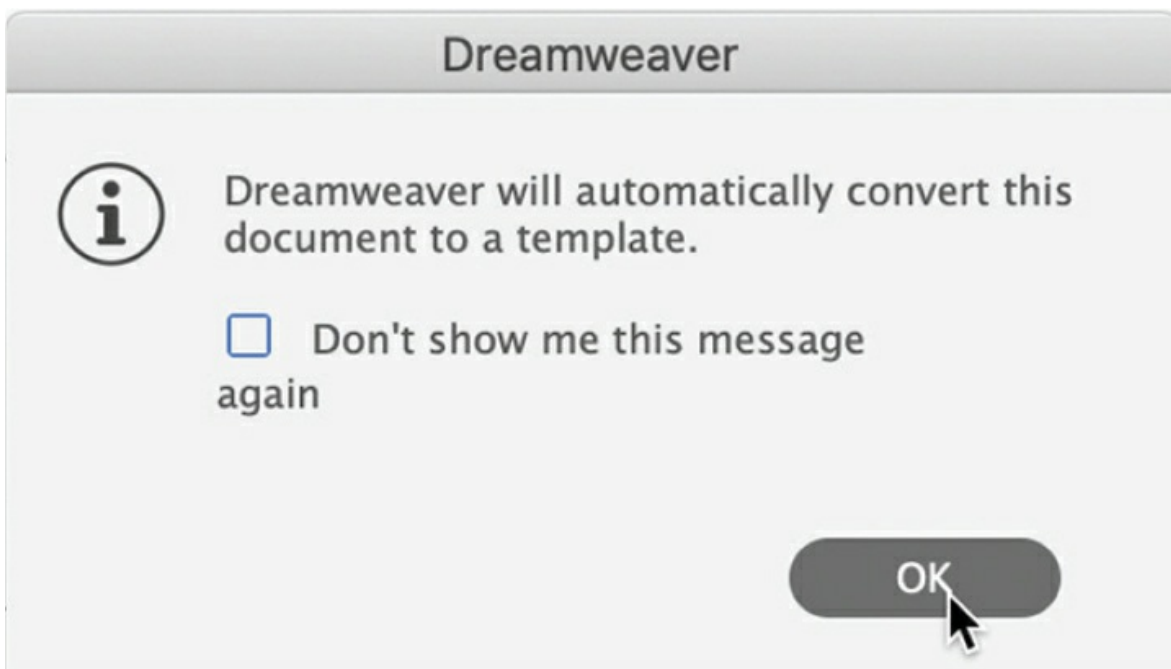 Dreamweaver
Dreamweaver will automatically convert this
document to a template.
Don't show me this message
again
OK